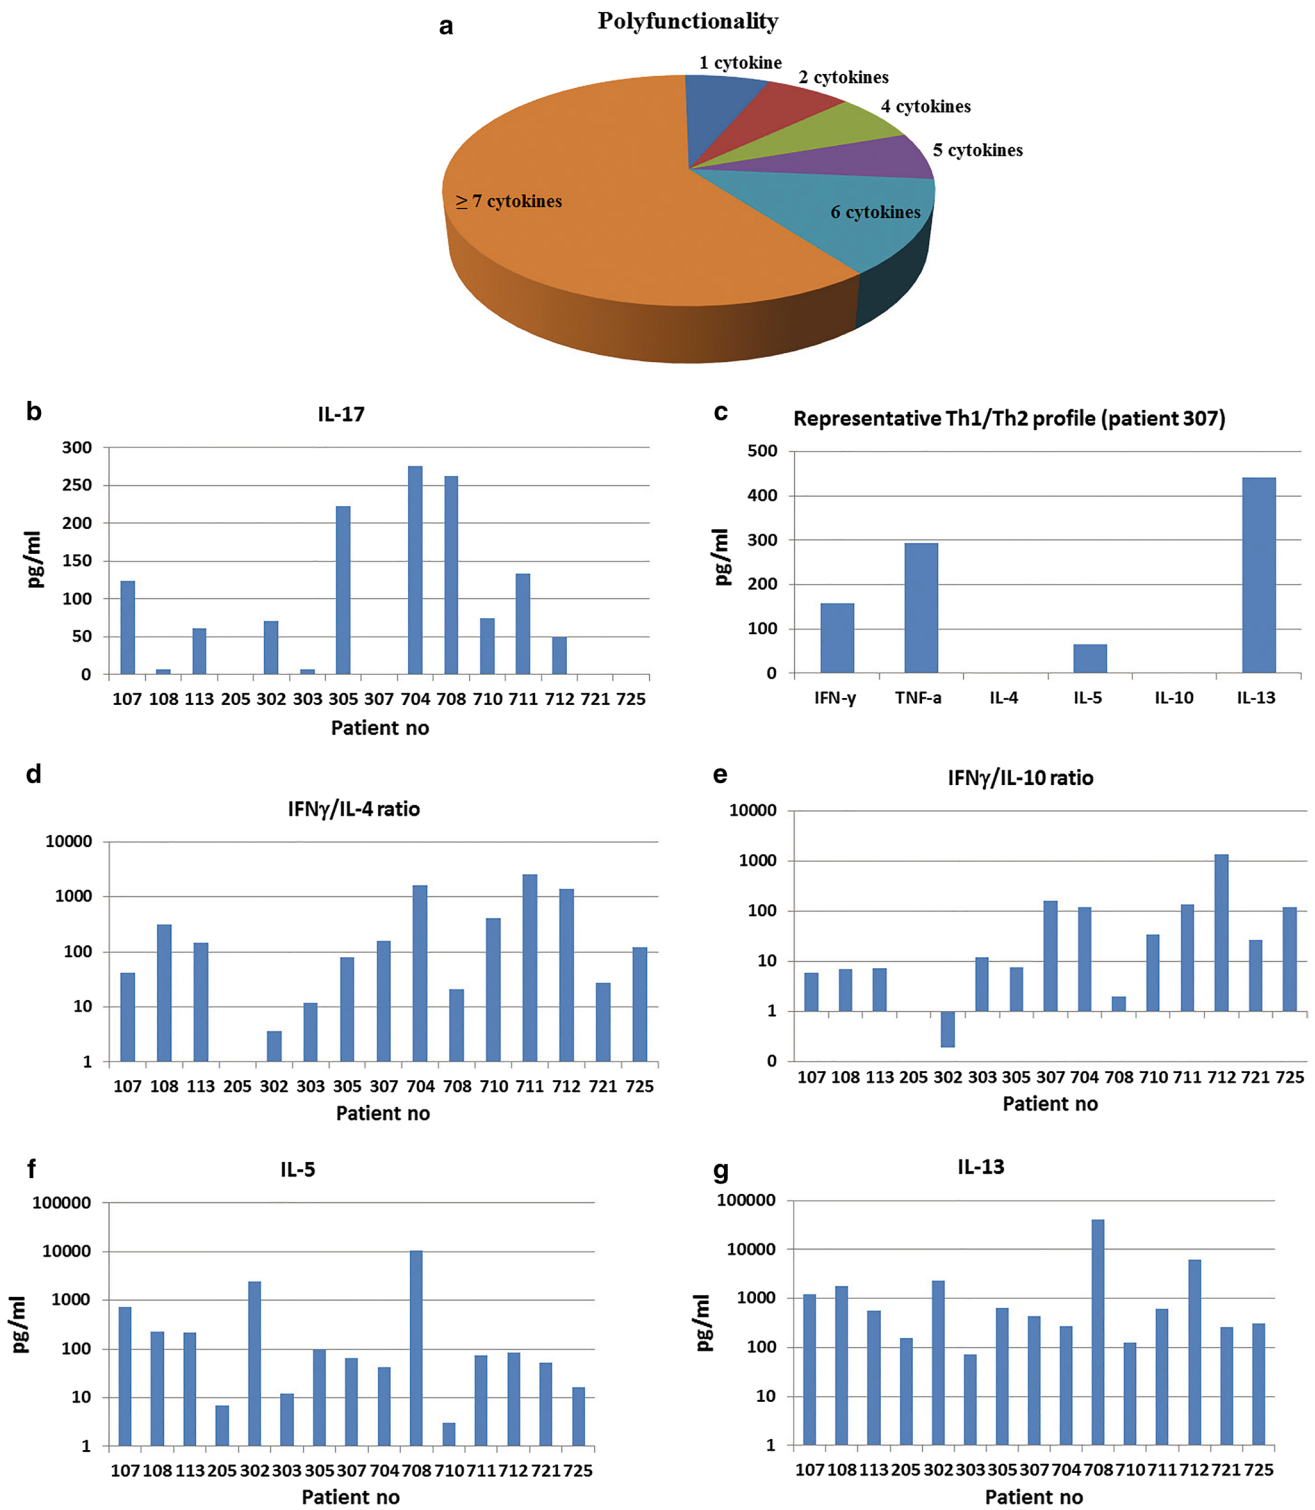 a
Polyfunctionality
1 cytokine
2 cytokines
4 cytokines
5 cytokines
6 cytokines
≥ 7 cytokines
b
IL-17
300
250
200
150
100
50
0
pg/ml
107 108 113 205 302 303 305 307 704 708 710 711 712 721 725
Patient no
c
Representative Th1/Th2 profile (patient 307)
500
400
300
200
100
0
pg/ml
IFN-γ TNF-a IL-4 IL-5 IL-10 IL-13
d
IFNγ/IL-4 ratio
10000
1000
100
10
1
107 108 113 205 302 303 305 307 704 708 710 711 712 721 725
Patient no
e
IFNγ/IL-10 ratio
10000
1000
100
10
1
0
107 108 113 205 302 303 305 307 704 708 710 711 712 721 725
Patient no
f
IL-5
100000
10000
1000
100
10
1
pg/ml
107 108 113 205 302 303 305 307 704 708 710 711 712 721 725
Patient no
g
IL-13
100000
10000
1000
100
10
1
pg/ml
107 108 113 205 302 303 305 307 704 708 710 711 712 721 725
Patient no